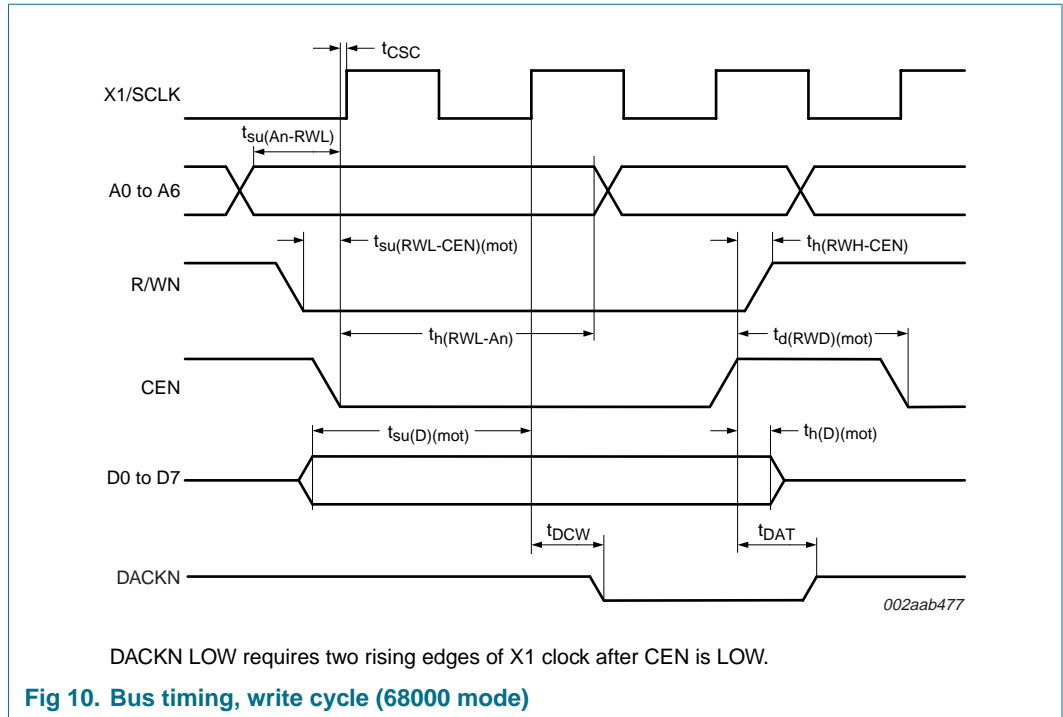 tCSC
X1/SCLK
tsu(An-RWL)
A0 to A6
tsu(RWL-CEN)(mot)
th(RWH-CEN)
R/WN
th(RWL-An)
td(RWD)(mot)
CEN
tsu(D)(mot)
th(D)(mot)
D0 to D7
tDCW
tDAT
DACKN
002aab477
DACKN LOW requires two rising edges of X1 clock after CEN is LOW.
Fig 10. Bus timing, write cycle (68000 mode)